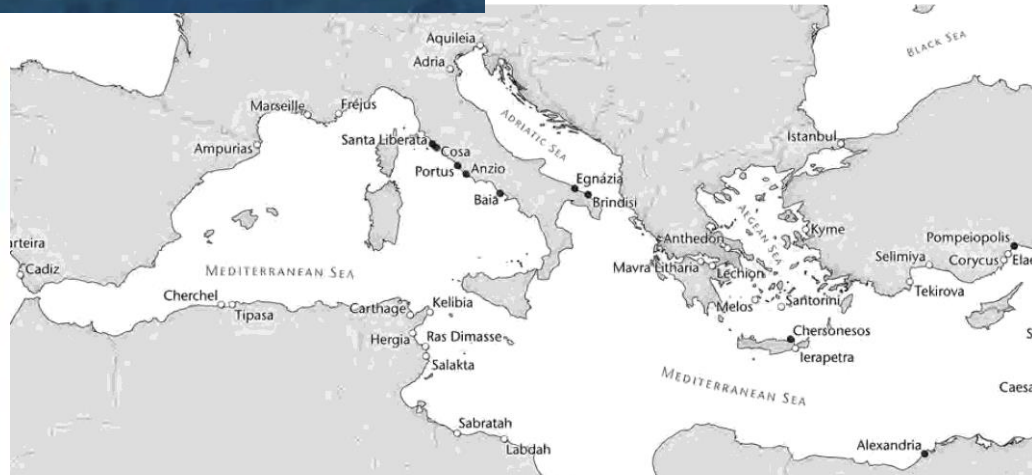 Aquileia
Adria
BLACK SEA
Marseille
Fréjus
ADRIATIC SEA
Santa Liberata
Cosa
Istanbul
Ampurias
Portus
Anzio
Egnázia
Baia
Brindisi
AEGEAN SEA
Kyme
arteira
Anthedon
Pompeiopolis
Cadiz
MEDITERRANEAN SEA
Mavra Litharia
Lechion
Selimiya
Corycus
Elae
Tekirova
Cherchel
Tipasa
Carthage
Kelibia
Melos
Santorini
Hergia
Ras Dimasse
Chersonesos
S
Salakta
Ierapetra
MEDITERRANEAN SEA
Caesa
Sabratah
Labdah
Alexandria